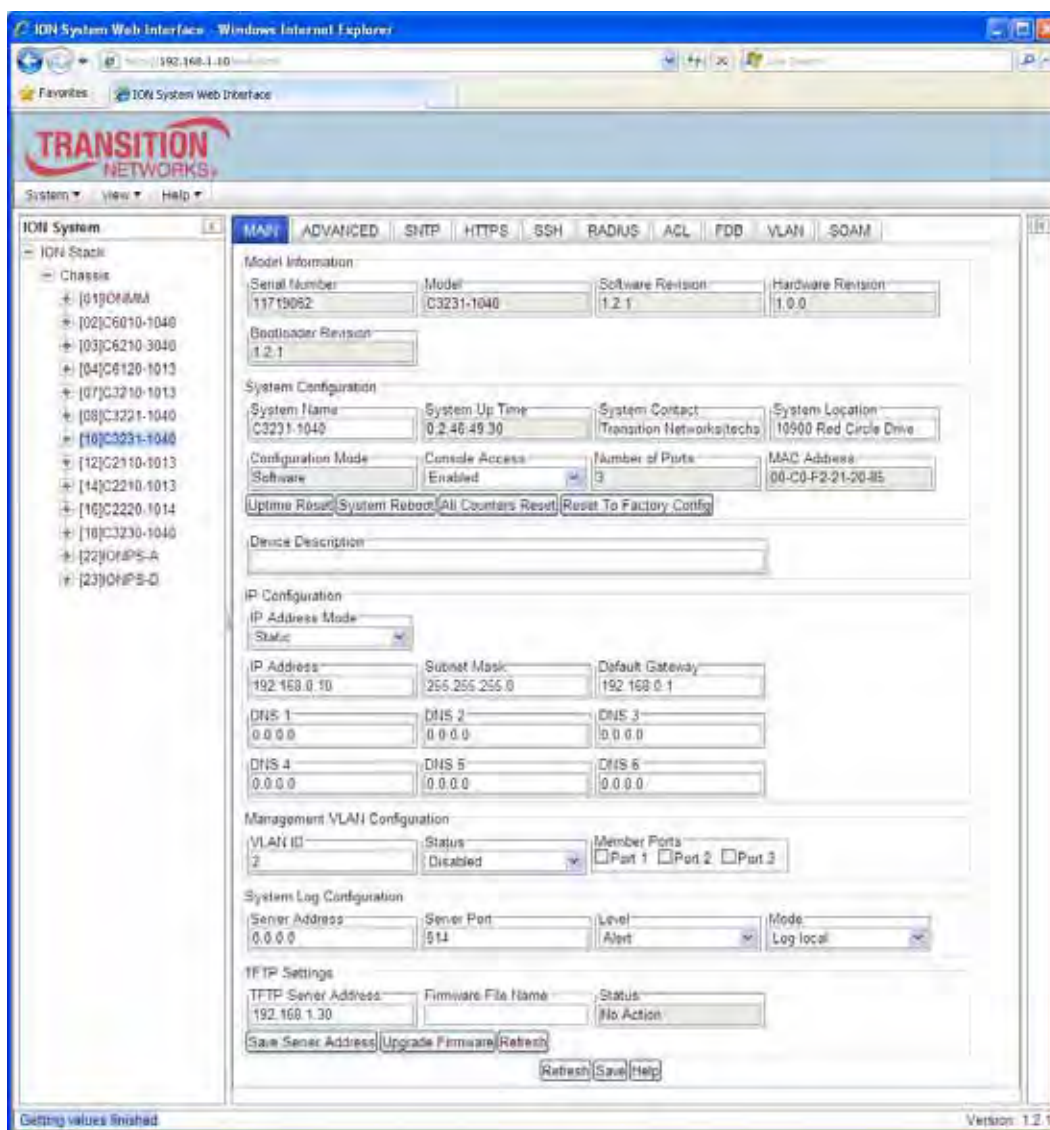 ION System Web Interface - Windows Internet Explorer
192.168.1.10
Favorites ION System Web Interface
TRANSITION NETWORKS
System View Help
ION System
MAIN ADVANCED SNTP HTTPS SSH RADIUS ACL FDB VLAN SOAM
ION Stack
Chassis
[01]IONMM
[02]C6010-1040
[03]C6210-3040
[04]C6120-1013
[07]C3210-1013
[08]C3221-1040
[10]C3231-1040
[12]C2110-1013
[14]C2210-1013
[16]C2220-1014
[18]C3230-1040
[22]IONPS-A
[23]IONPS-D
Model Information
Serial Number Model Software Revision Hardware Revision
11719062 C3231-1040 1.2.1 1.0.0
Bootloader Revision
1.2.1
System Configuration
System Name System Up Time System Contact System Location
C3231-1040 0:2:46:49.30 Transition Networks(techs 10900 Red Circle Drive
Configuration Mode Console Access Number of Ports MAC Address
Software Enabled 3 00-C0-F2-21-20-85
Uptime Reset System Reboot All Counters Reset Reset To Factory Config
Device Description
IP Configuration
IP Address Mode
Static
IP Address Subnet Mask Default Gateway
192.168.0.10 255.255.255.0 192.168.0.1
DNS 1 DNS 2 DNS 3
0.0.0.0 0.0.0.0 0.0.0.0
DNS 4 DNS 5 DNS 6
0.0.0.0 0.0.0.0 0.0.0.0
Management VLAN Configuration
VLAN ID Status Member Ports
2 Disabled Port 1 Port 2 Port 3
System Log Configuration
Server Address Server Port Level Mode
0.0.0.0 514 Alert Log local
TFTP Settings
TFTP Server Address Firmware File Name Status
192.168.1.30 No Action
Save Server Address Upgrade Firmware Refresh
Refresh Save Help
Getting values finished Version: 1.2.1